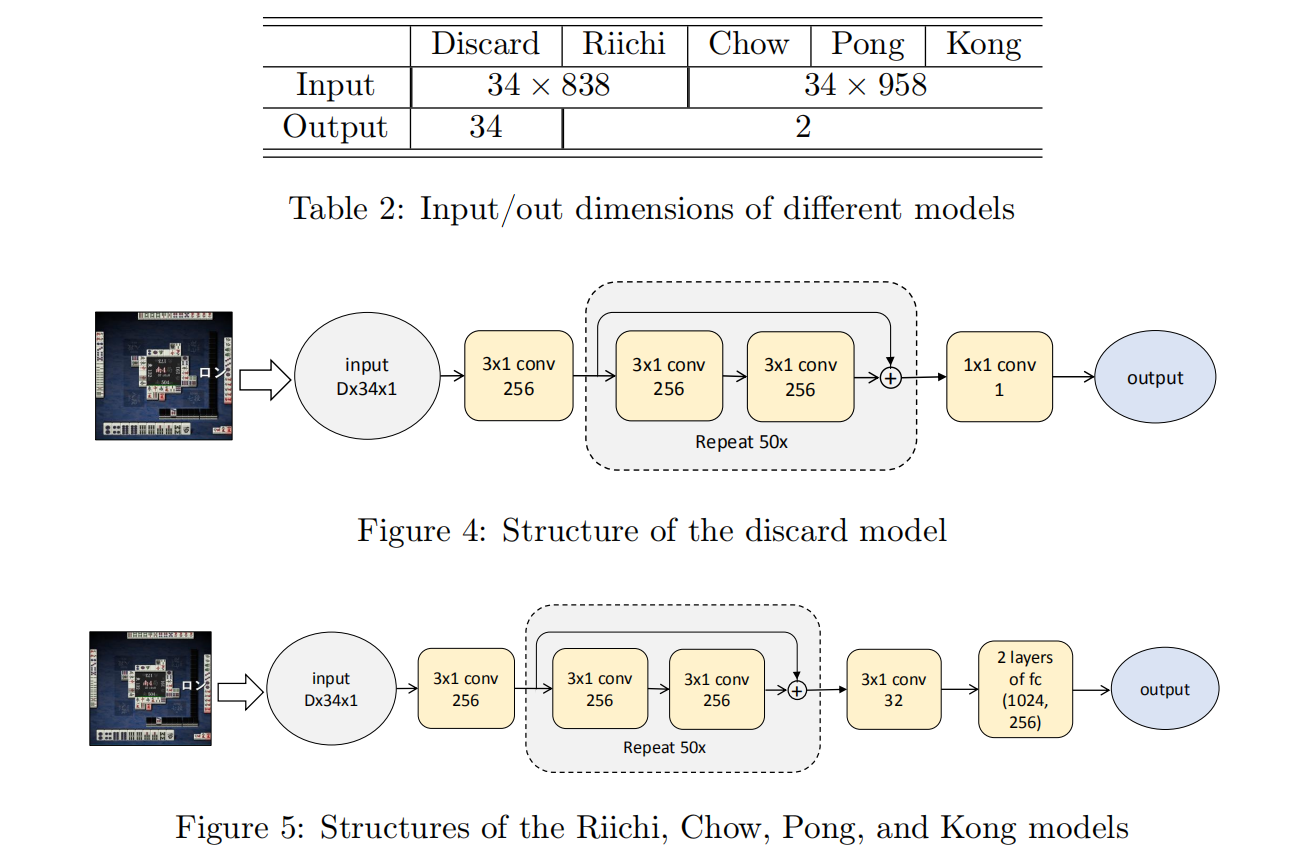 Discard Riichi Chow Pong Kong
Input 34 × 838 34 × 958
Output 34 2
Table 2: Input/out dimensions of different models
ロン
input
Dx34x1
3x1 conv
256
3x1 conv
256
3x1 conv
256
Repeat 50x
1x1 conv
1
output
Figure 4: Structure of the discard model
ロン
input
Dx34x1
3x1 conv
256
3x1 conv
256
3x1 conv
256
Repeat 50x
3x1 conv
32
2 layers
of fc
(1024,
256)
output
Figure 5: Structures of the Riichi, Chow, Pong, and Kong models